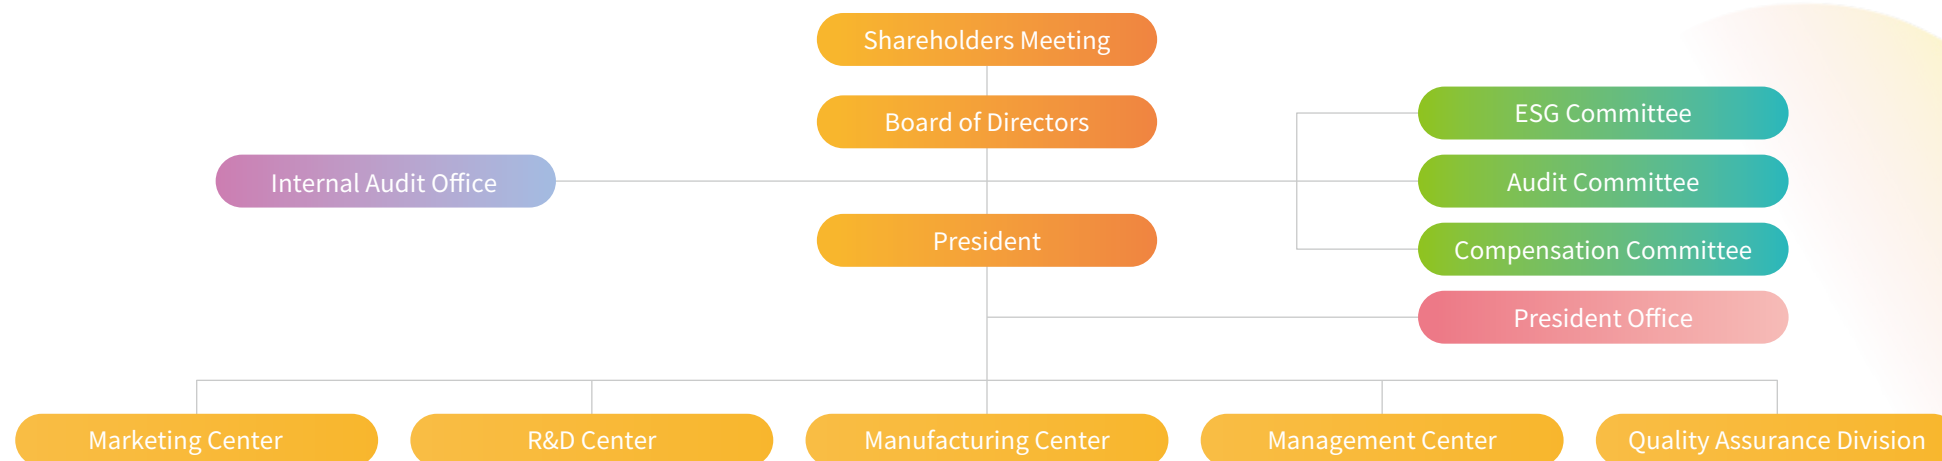 Shareholders Meeting
Board of Directors
ESG Committee
Internal Audit Office
Audit Committee
President
Compensation Committee
President Office
Marketing Center
R&D Center
Manufacturing Center
Management Center
Quality Assurance Division